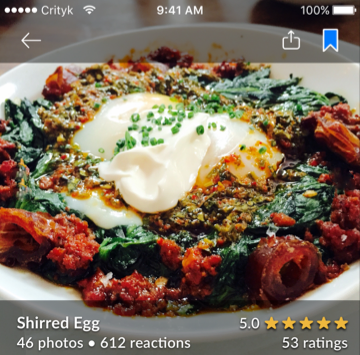 Crityk 9:41 AM 100%
Shirred Egg 5.0
46 photos • 612 reactions 53 ratings